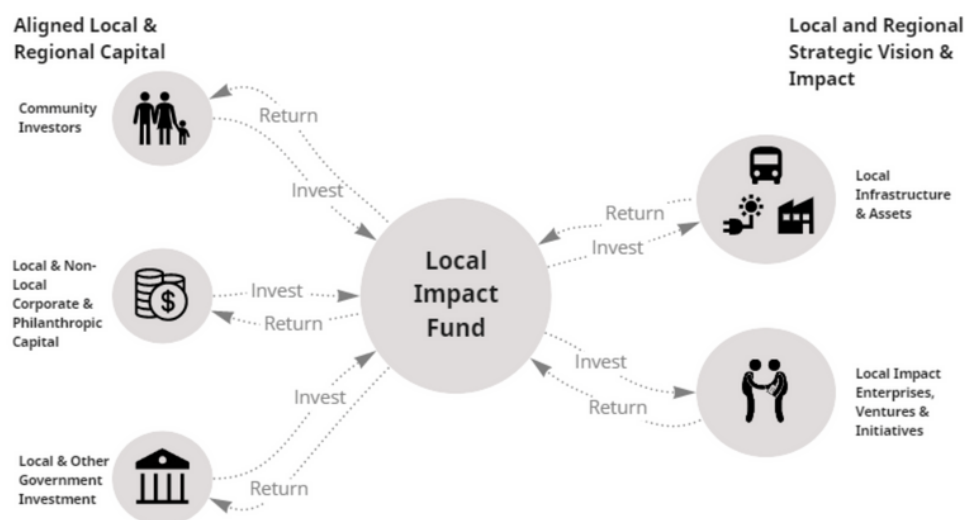 Aligned Local &
Regional Capital
Local and Regional
Strategic Vision &
Impact
Community
Investors
Return
Invest
Local
Infrastructure
& Assets
Return
Invest
Local & Non-
Local
Corporate &
Philanthropic
Capital
Invest
Return
Local
Impact
Fund
Invest
Return
Local Impact
Enterprises,
Ventures &
Initiatives
Local & Other
Government
Investment
Invest
Return
$